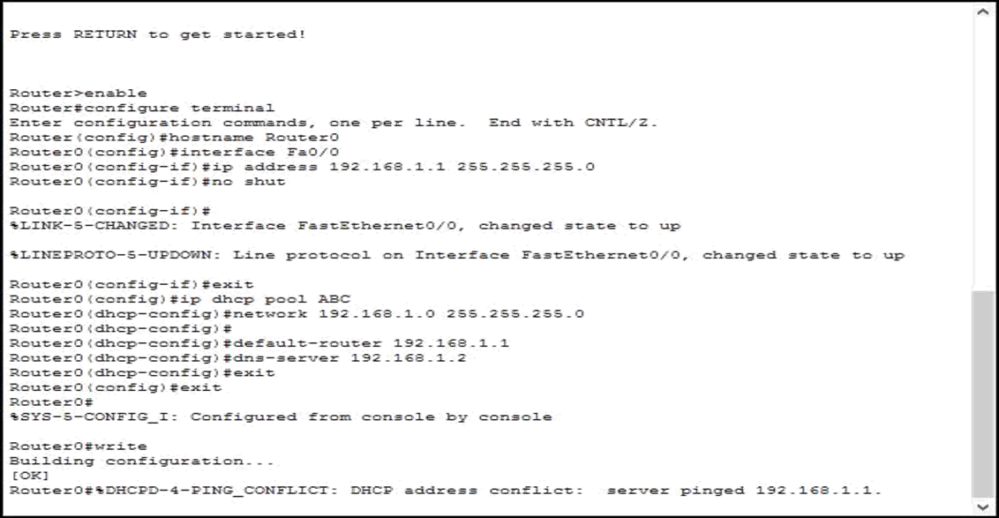 Press RETURN to get started!
Router>enable
Router#configure terminal
Enter configuration commands, one per line.  End with CNTL/Z.
Router(config)#hostname Router0
Router0(config)#interface Fa0/0
Router0(config-if)#ip address 192.168.1.1 255.255.255.0
Router0(config-if)#no shut
Router0(config-if)#
%LINK-5-CHANGED: Interface FastEthernet0/0, changed state to up
%LINEPROTO-5-UPDOWN: Line protocol on Interface FastEthernet0/0, changed state to up
Router0(config-if)#exit
Router0(config)#ip dhcp pool ABC
Router0(dhcp-config)#network 192.168.1.0 255.255.255.0
Router0(dhcp-config)#
Router0(dhcp-config)#default-router 192.168.1.1
Router0(dhcp-config)#dns-server 192.168.1.2
Router0(dhcp-config)#exit
Router0(config)#exit
Router0#
%SYS-5-CONFIG_I: Configured from console by console
Router0#write
Building configuration...
[OK]
Router0#%DHCPD-4-PING_CONFLICT: DHCP address conflict:  server pinged 192.168.1.1.